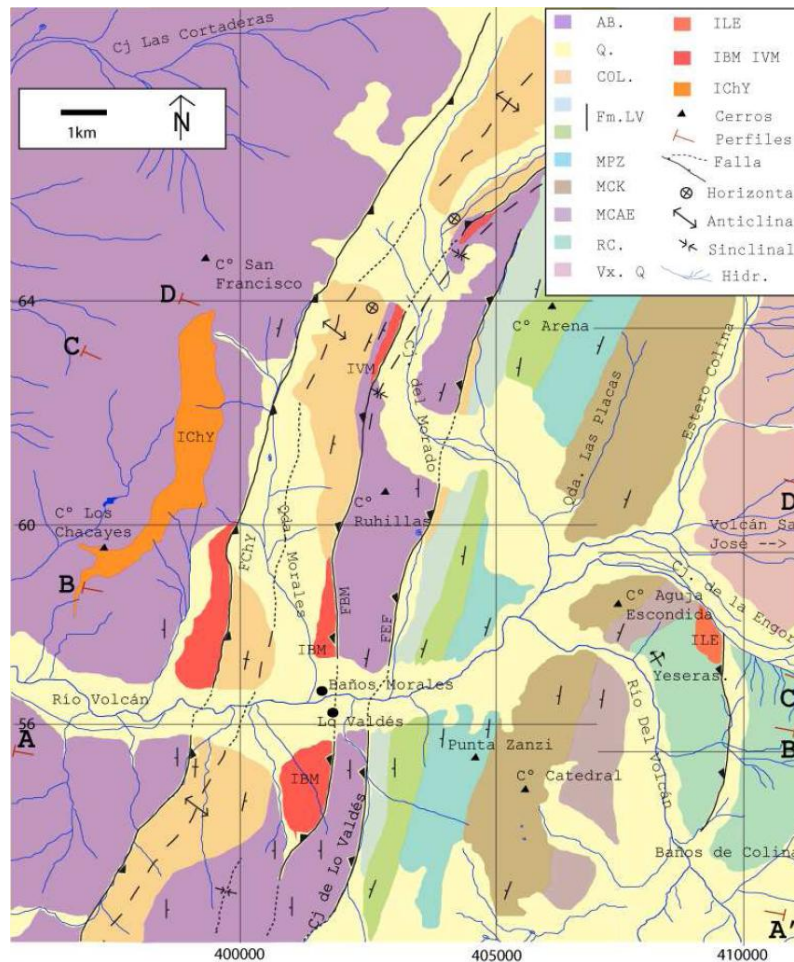 Cj Las Cortaderas
1km
N
AB.
Q.
COL.
Fm.LV
MPZ
MCK
MCAE
RC.
Vx. Q
ILE
IBM IVM
IChY
Cerros
Perfiles
Falla
Horizonta
Anticlina
Sinclinal
Hidr.
C° San
Francisco
D
64
C
C° Arena
IVM
Cj. del Morado
Qda. Las Placas
Estero Colina
IChY
C° Los
Chacayes
60
C°
Ruhillas
D
Volcán Sa
José -->
FChY
Qda. Morales
FBM
FEF
B
Cj. de la Engor
C° Aguja
Escondida
ILE
IBM
Yeseras.
Baños Morales
Río Volcán
Lo Valdés
56
A
C
B
Punta Zanzi
Río Del Volcán
IBM
C° Catedral
Cj de Lo Valdés
Baños de Colina
A'
400000
405000
410000